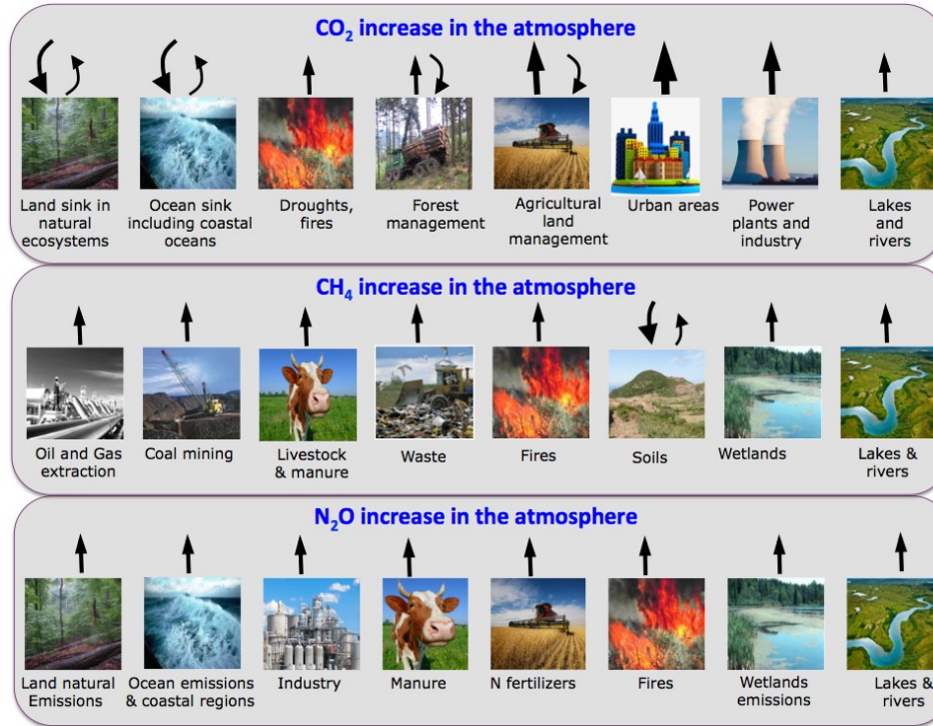 CO₂ increase in the atmosphere
Land sink in
natural
ecosystems
Ocean sink
including coastal
oceans
Droughts,
fires
Forest
management
Agricultural
land
management
Urban areas
Power
plants and
industry
Lakes
and
rivers
CH₄ increase in the atmosphere
Oil and Gas
extraction
Coal mining
Livestock
& manure
Waste
Fires
Soils
Wetlands
Lakes &
rivers
N₂O increase in the atmosphere
Land natural
Emissions
Ocean emissions
& coastal regions
Industry
Manure
N fertilizers
Fires
Wetlands
emissions
Lakes &
rivers